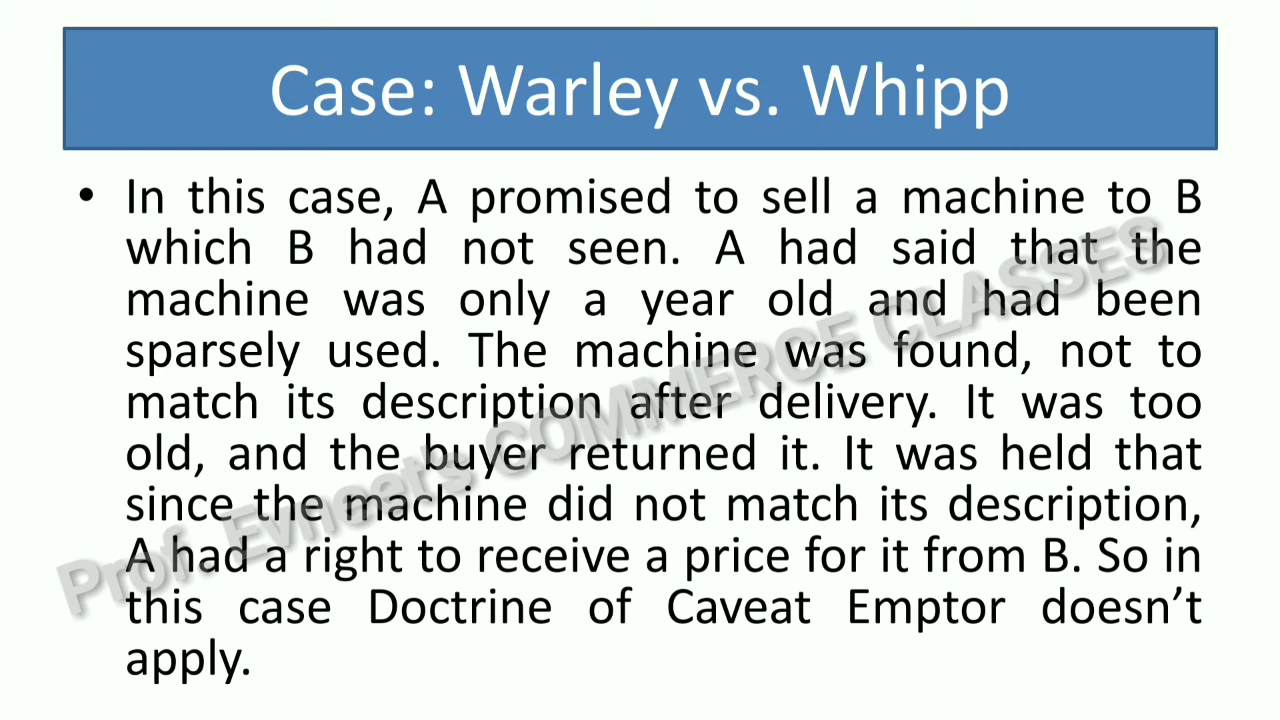 Case: Warley vs. Whipp
• In this case, A promised to sell a machine to B
which B had not seen. A had said that the
machine was only a year old and had been
sparsely used. The machine was found, not to
match its description after delivery. It was too
old, and the buyer returned it. It was held that
since the machine did not match its description,
A had a right to receive a price for it from B. So in
this case Doctrine of Caveat Emptor doesn’t
apply.
Prof. Evneet's COMMERCE CLASSES